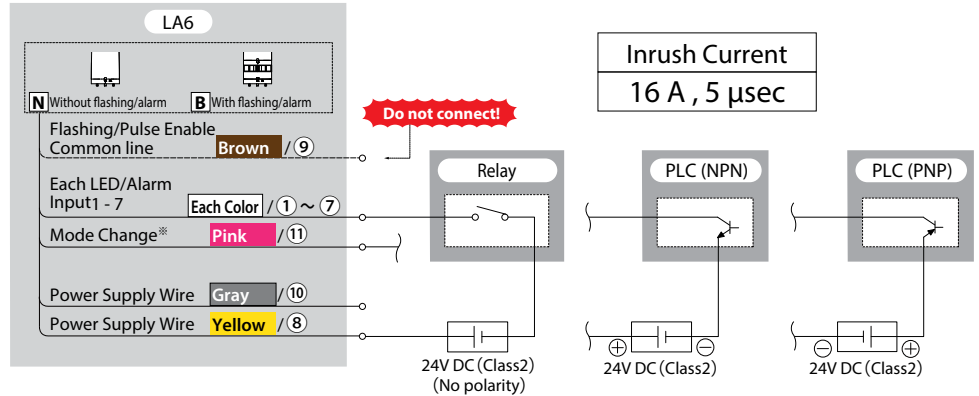 LA6
N Without flashing/alarm
B With flashing/alarm
Inrush Current
16 A , 5 μsec
Do not connect!
Flashing/Pulse Enable
Common line
Brown / ⑨
Each LED/Alarm
Input1 - 7
Each Color / ① ~ ⑦
Mode Change※
Pink / ⑪
Power Supply Wire
Gray / ⑩
Power Supply Wire
Yellow / ⑧
Relay
24V DC (Class2)
(No polarity)
PLC (NPN)
⊕ ⊖
24V DC (Class2)
PLC (PNP)
⊖ ⊕
24V DC (Class2)